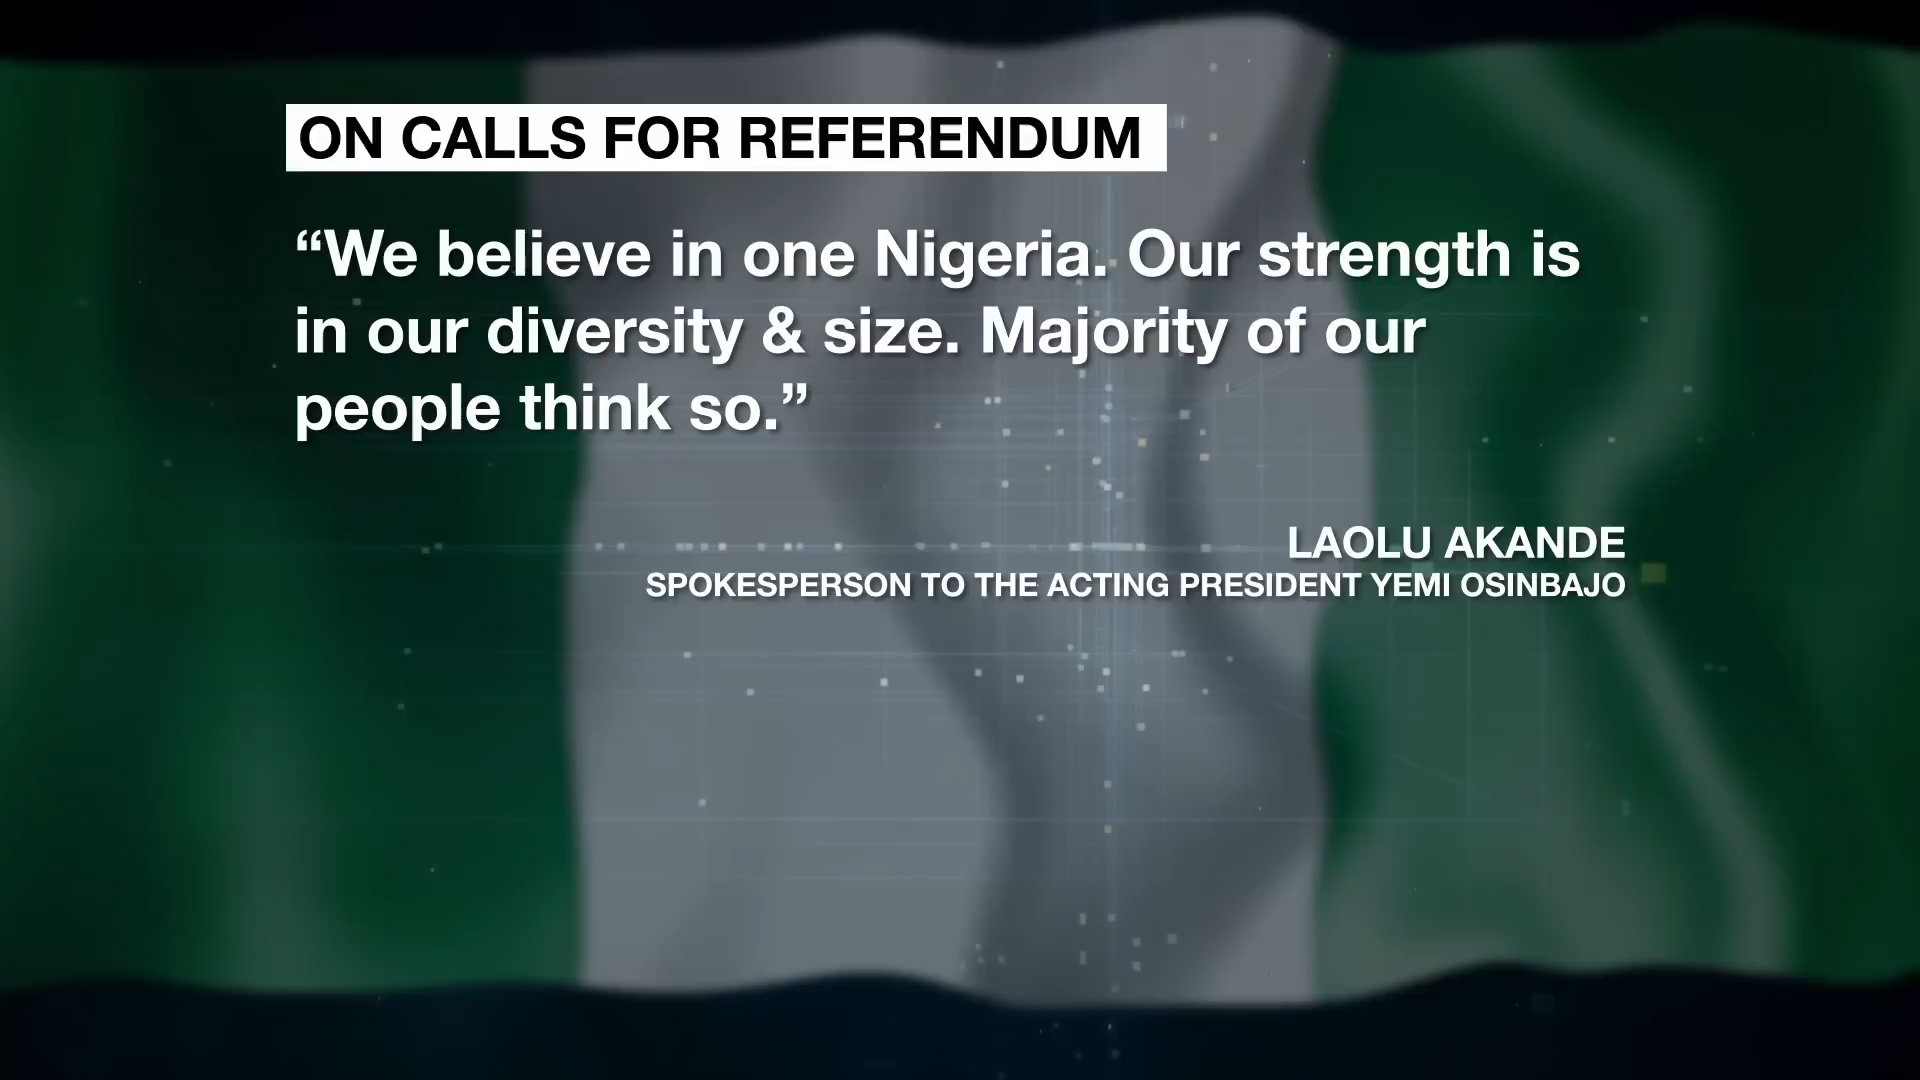 ON CALLS FOR REFERENDUM
“We believe in one Nigeria. Our strength is
in our diversity & size. Majority of our
people think so.”
LAOLU AKANDE
SPOKESPERSON TO THE ACTING PRESIDENT YEMI OSINBAJO